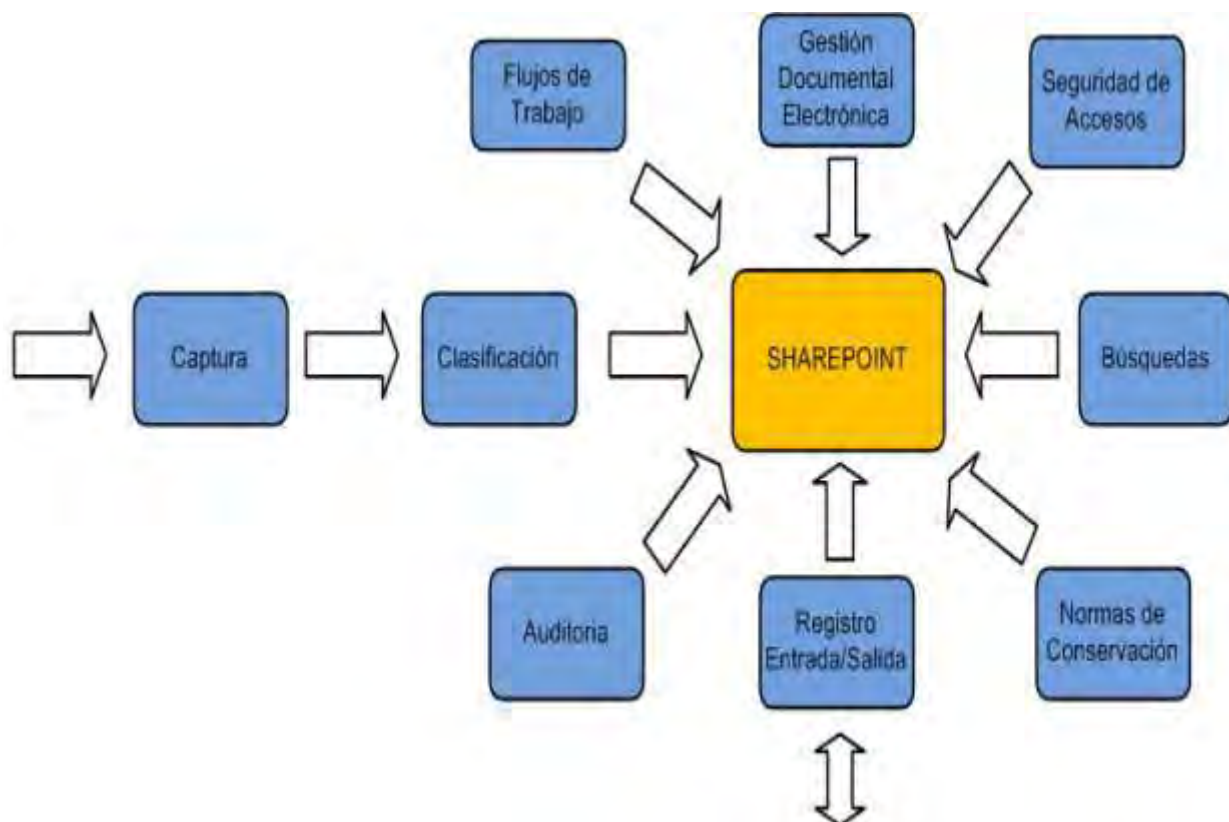 Flujos de
Trabajo
Gestión
Documental
Electrónica
Seguridad de
Accesos
Captura
Clasificación
SHAREPOINT
Búsquedas
Auditoria
Registro
Entrada/Salida
Normas de
Conservación